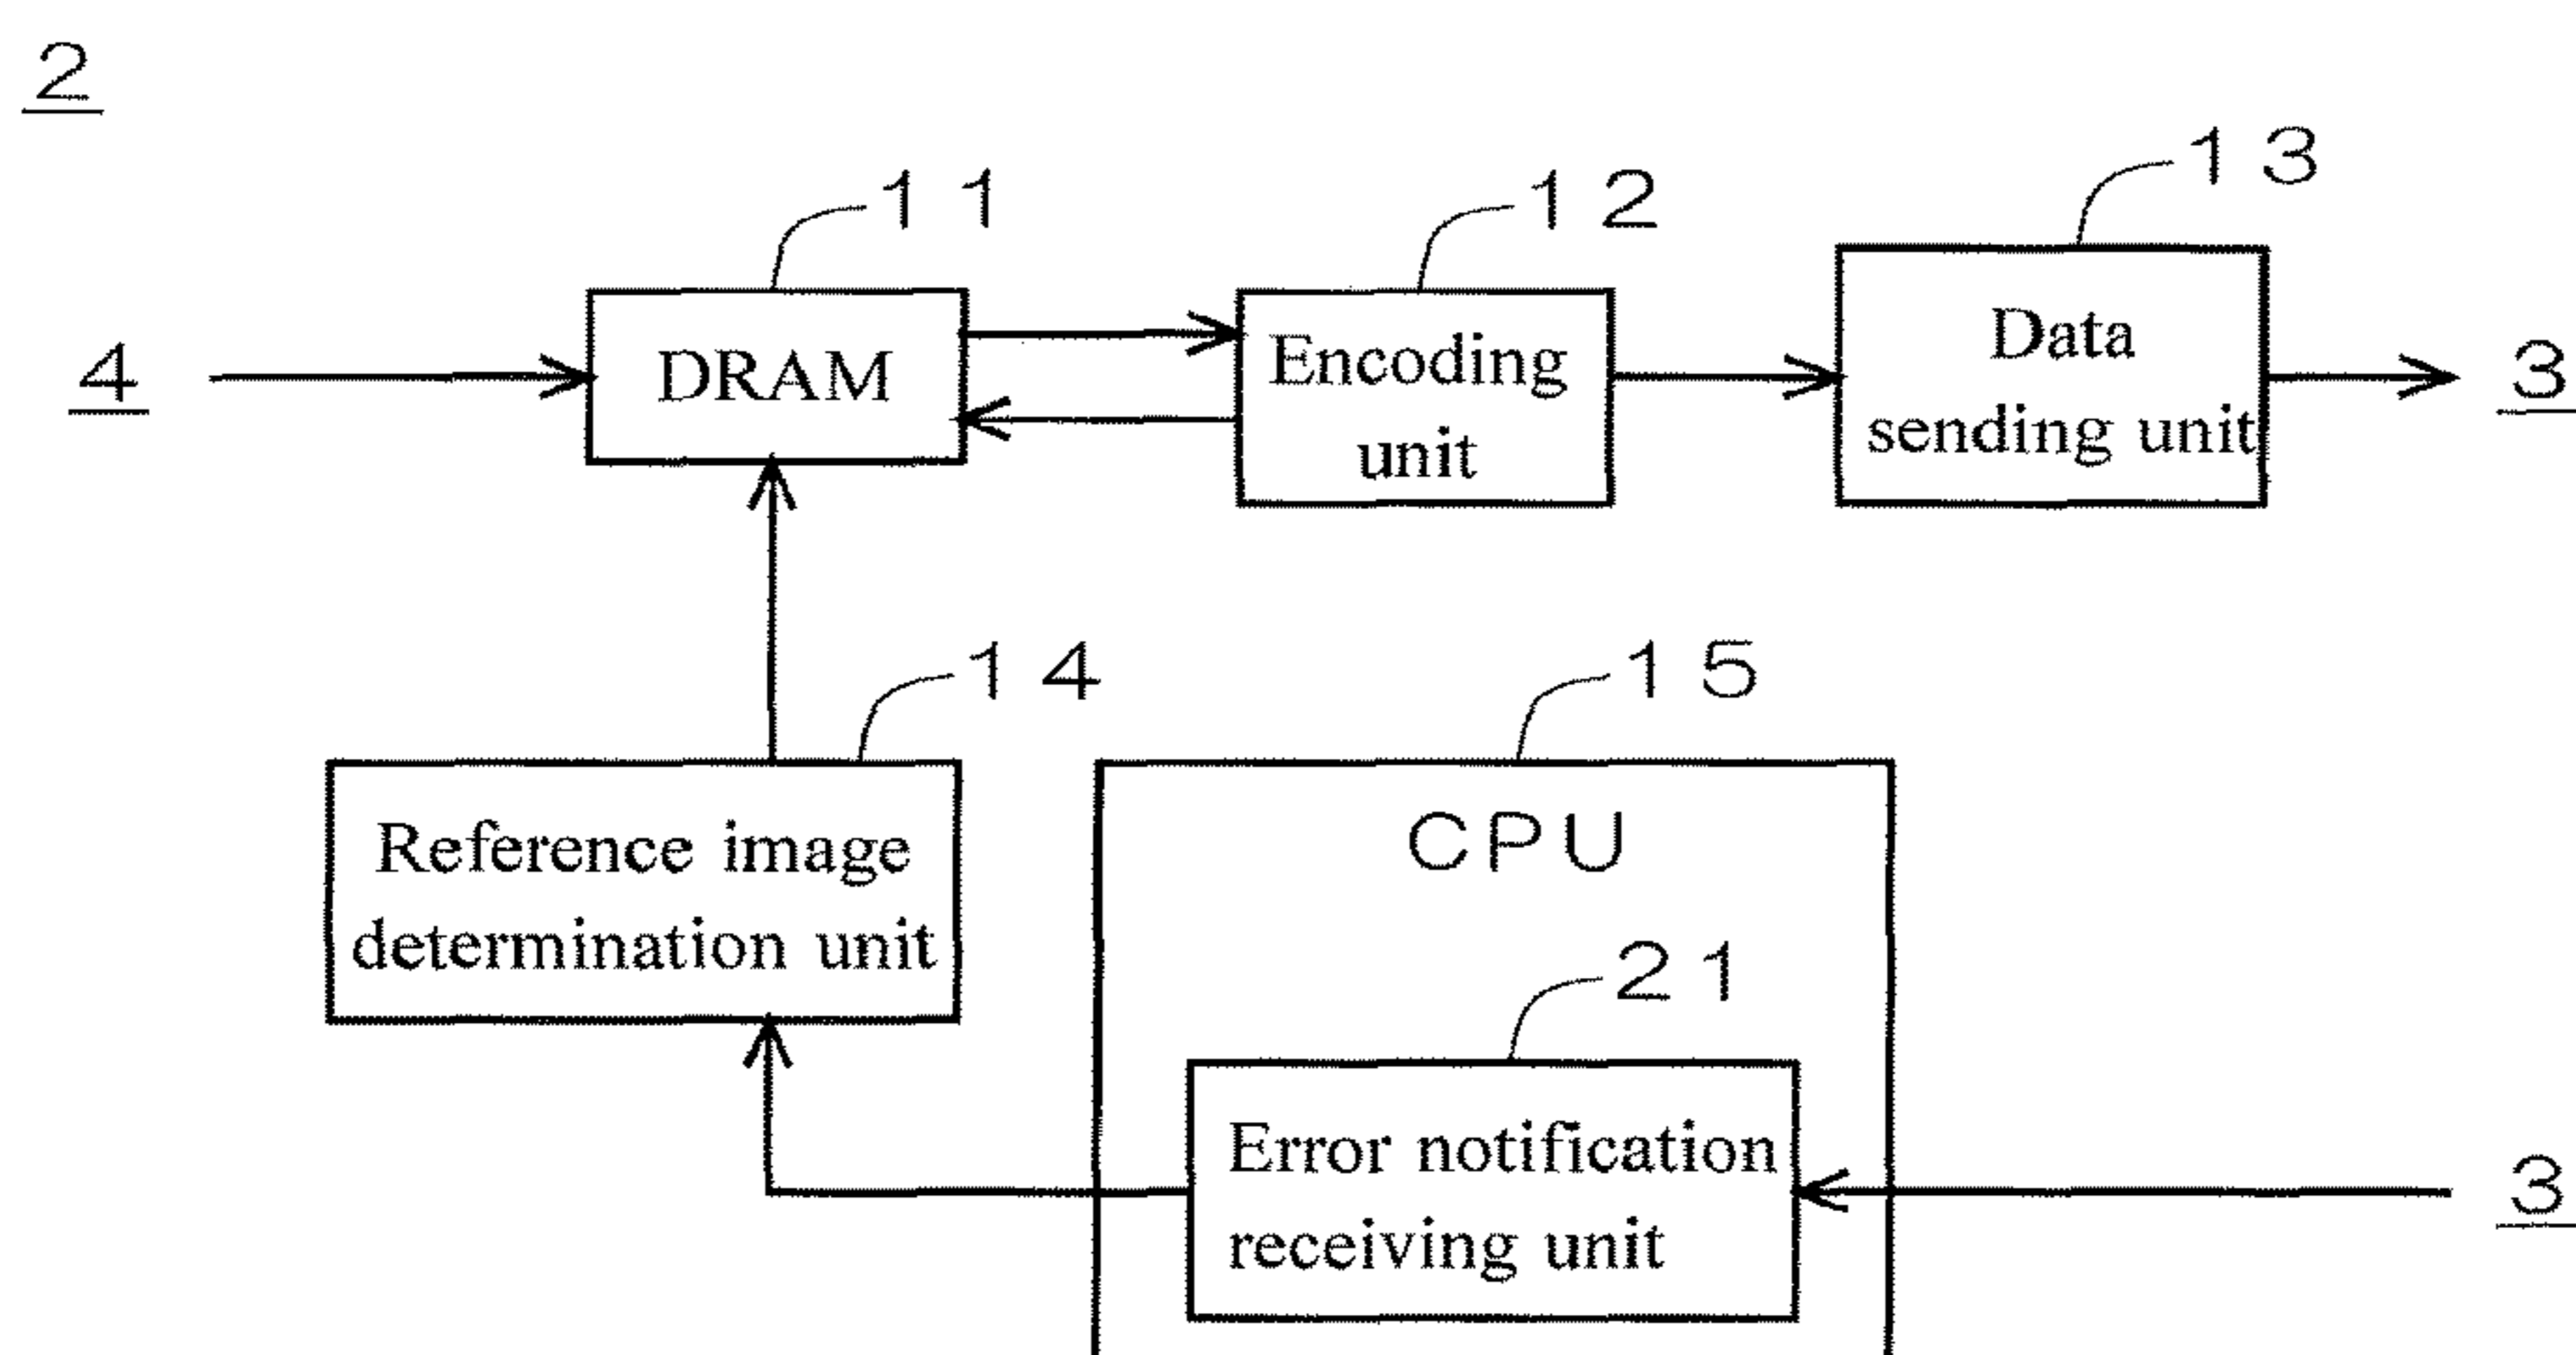 2
11
12
13
4
DRAM
Encoding
unit
Data
sending unit
3
14
15
Reference image
determination unit
CPU
21
Error notification
receiving unit
3